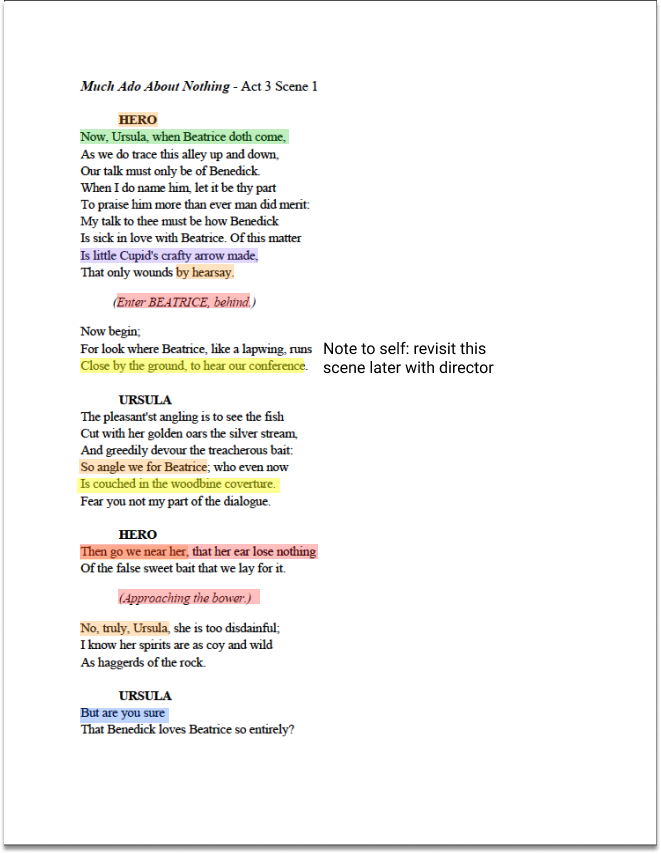 Much Ado About Nothing - Act 3 Scene 1
HERO
Now, Ursula, when Beatrice doth come,
As we do trace this alley up and down,
Our talk must only be of Benedick.
When I do name him, let it be thy part
To praise him more than ever man did merit:
My talk to thee must be how Benedick
Is sick in love with Beatrice. Of this matter
Is little Cupid's crafty arrow made,
That only wounds by hearsay.
(Enter BEATRICE, behind.)
Now begin;
For look where Beatrice, like a lapwing, runs
Close by the ground, to hear our conference.
Note to self: revisit this
scene later with director
URSULA
The pleasant'st angling is to see the fish
Cut with her golden oars the silver stream,
And greedily devour the treacherous bait:
So angle we for Beatrice; who even now
Is couched in the woodbine coverture.
Fear you not my part of the dialogue.
HERO
Then go we near her, that her ear lose nothing
Of the false sweet bait that we lay for it.
(Approaching the bower.)
No, truly, Ursula, she is too disdainful;
I know her spirits are as coy and wild
As haggerds of the rock.
URSULA
But are you sure
That Benedick loves Beatrice so entirely?